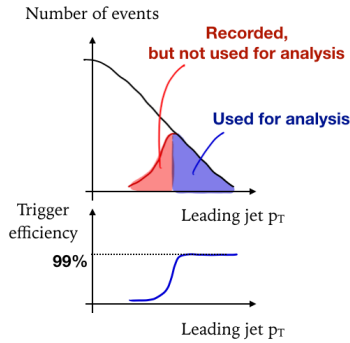 Number of events
Recorded,
but not used for analysis
Used for analysis
Leading jet pT
Trigger
efficiency
99%
Leading jet pT